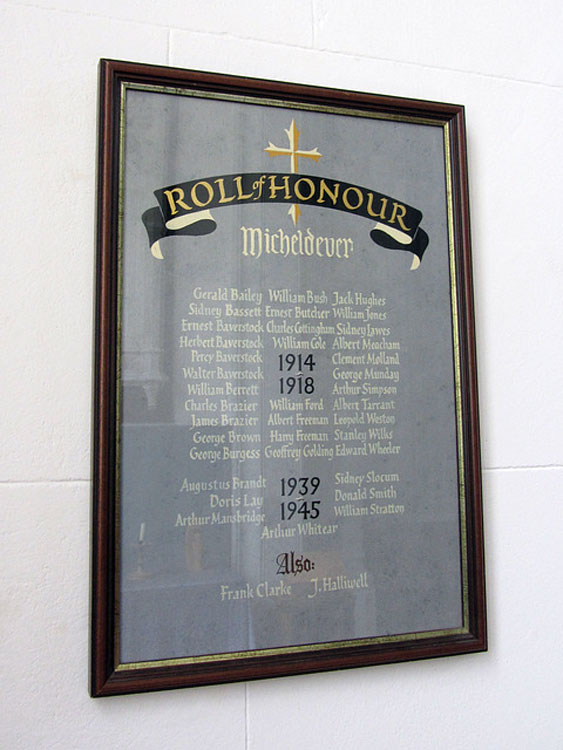 ROLL of HONOUR
Micheldever
Gerald Bailey William Bush Jack Hughes
Sidney Bassett Ernest Butcher William Jones
Ernest Baverstock Charles Cottingham Sidney Lawes
Herbert Baverstock William Cole Albert Meacham
Percy Baverstock 1914 Clement Molland
Walter Baverstock – George Munday
William Berrett 1918 Arthur Simpson
Charles Brazier William Ford Albert Tarrant
James Brazier Albert Freeman Leopold Weston
George Brown Harry Freeman Stanley Wilks
George Burgess Geoffrey Golding Edward Wheeler
Augustus Brandt 1939 Sidney Slocum
Doris Lay – Donald Smith
Arthur Mansbridge 1945 William Stratton
Arthur Whitear
Also:
Frank Clarke J. Halliwell